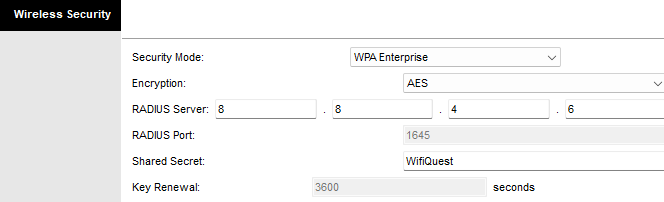 Wireless Security
Security Mode: WPA Enterprise
Encryption: AES
RADIUS Server: 8 . 8 . 4 . 6
RADIUS Port: 1645
Shared Secret: WifiQuest
Key Renewal: 3600 seconds